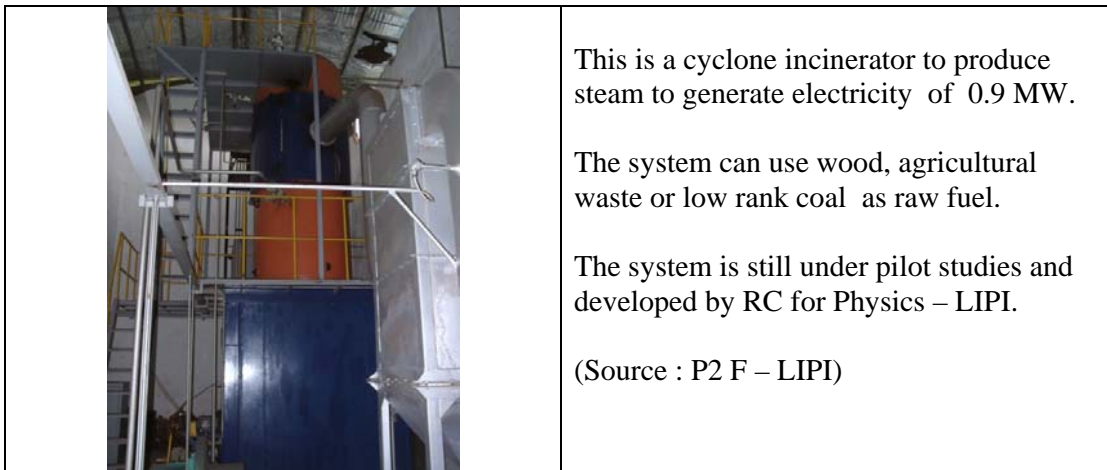 This is a cyclone incinerator to produce
steam to generate electricity of 0.9 MW.
The system can use wood, agricultural
waste or low rank coal as raw fuel.
The system is still under pilot studies and
developed by RC for Physics – LIPI.
(Source : P2 F – LIPI)